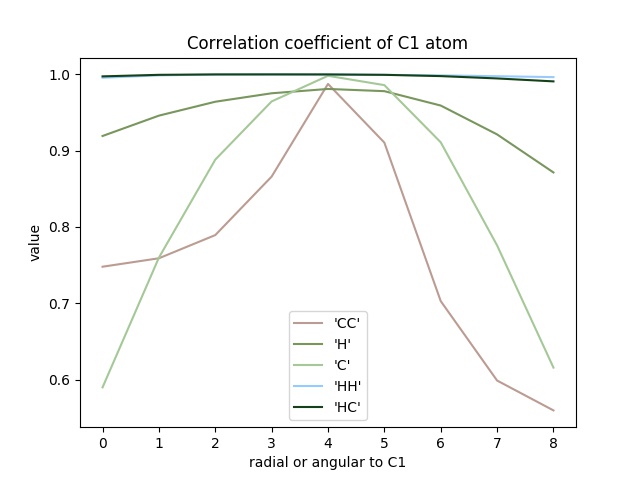 Correlation coefficient of C1 atom
1.0
0.9
0.8
0.7
0.6
value
'CC'
'H'
'C'
'HH'
'HC'
0 1 2 3 4 5 6 7 8
radial or angular to C1